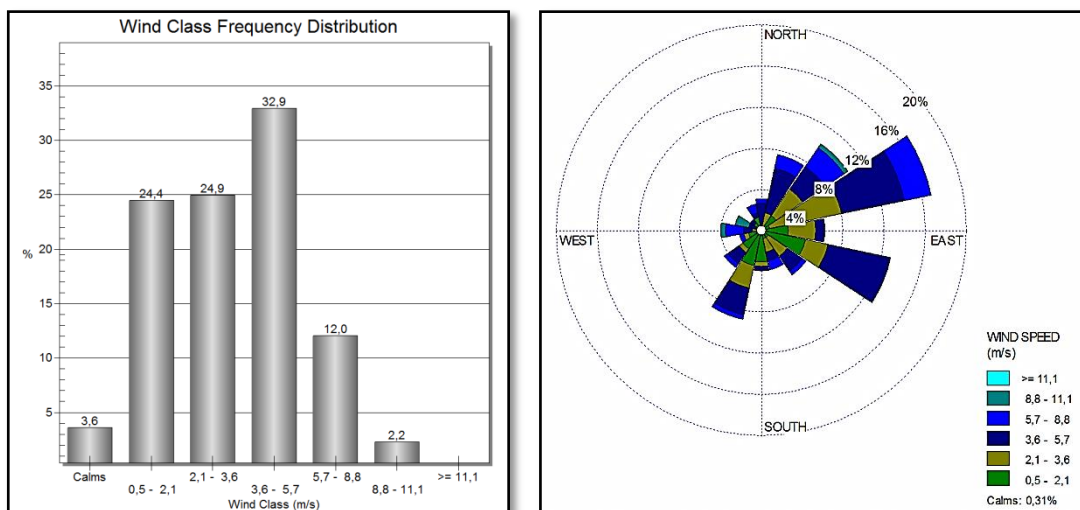 Wind Class Frequency Distribution
35
30
25
20
15
10
5
%
3,6
24,4
24,9
32,9
12,0
2,2
Calms
0,5 - 2,1
2,1 - 3,6
3,6 - 5,7
5,7 - 8,8
8,8 - 11,1
>= 11,1
Wind Class (m/s)
NORTH
20%
16%
12%
8%
4%
WEST
EAST
SOUTH
WIND SPEED
(m/s)
>= 11,1
8,8 - 11,1
5,7 - 8,8
3,6 - 5,7
2,1 - 3,6
0,5 - 2,1
Calms: 0,31%